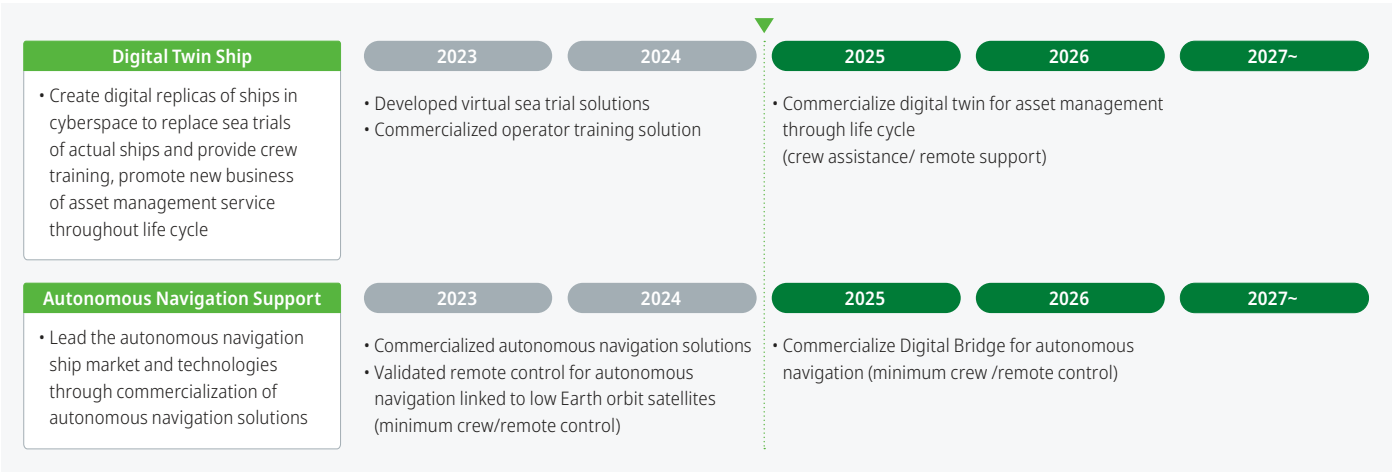 Digital Twin Ship
• Create digital replicas of ships in
cyberspace to replace sea trials
of actual ships and provide crew
training, promote new business
of asset management service
throughout life cycle
2023
2024
2025
2026
2027~
• Developed virtual sea trial solutions
• Commercialized operator training solution
• Commercialize digital twin for asset management
through life cycle
(crew assistance/ remote support)
Autonomous Navigation Support
• Lead the autonomous navigation
ship market and technologies
through commercialization of
autonomous navigation solutions
2023
2024
2025
2026
2027~
• Commercialized autonomous navigation solutions
• Validated remote control for autonomous
navigation linked to low Earth orbit satellites
(minimum crew/remote control)
• Commercialize Digital Bridge for autonomous
navigation (minimum crew /remote control)